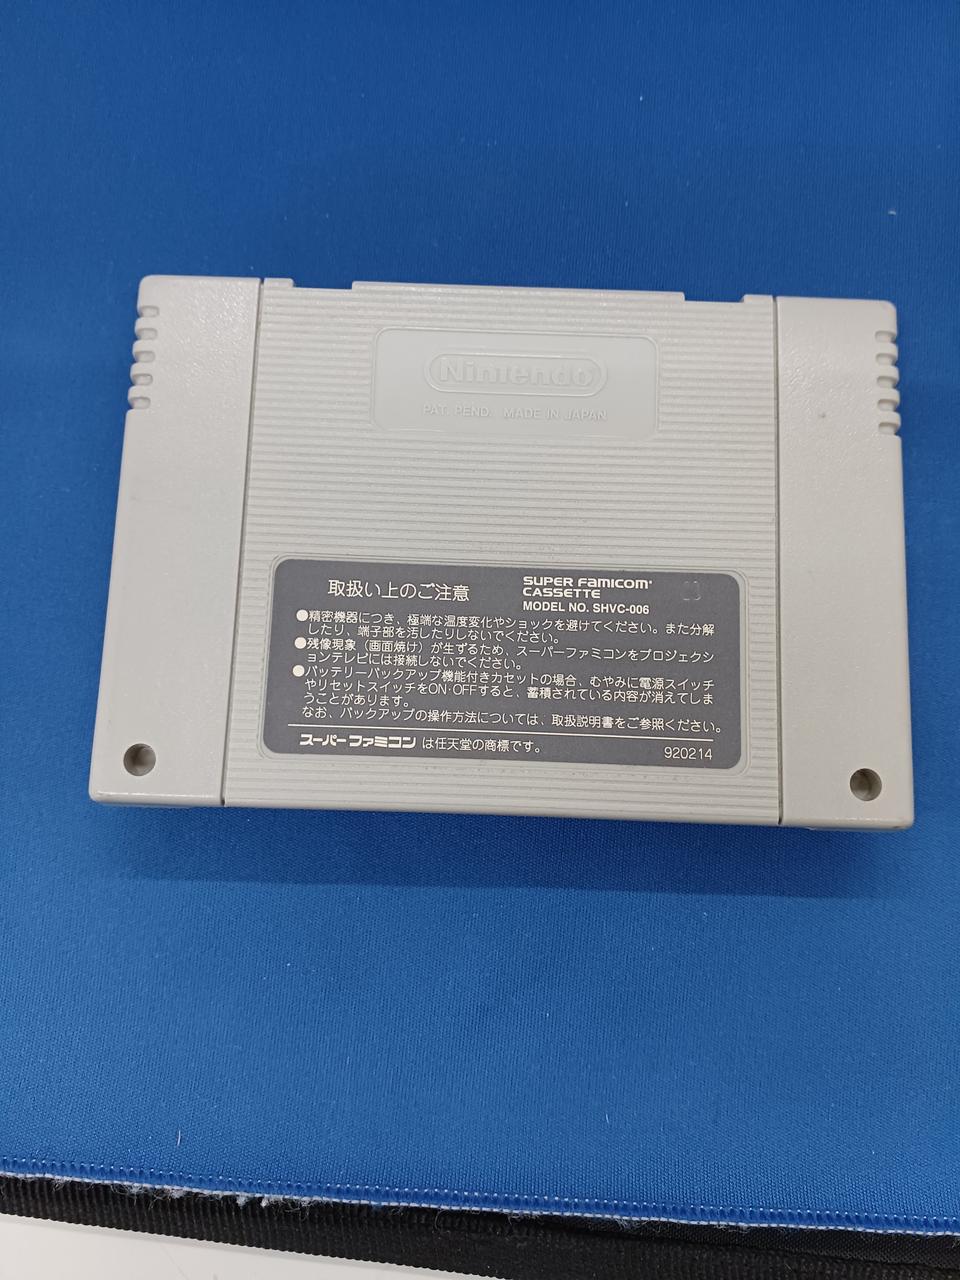 Nintendo
PAT. PEND. MADE IN JAPAN
取扱い上のご注意
SUPER FAMICOM
CASSETTE
MODEL NO. SHVC-006
●精密機器につき、極端な温度変化やショックを避けてください。また分解
したり、端子部を汚したりしないでください。
●残像現象(画面焼け)が生ずるため、スーパーファミコンをプロジェクシ
ョンテレビには接続しないでください。
●バッテリーバックアップ機能付きカセットの場合、むやみに電源スイッチ
やリセットスイッチをON・OFFすると、蓄積されている内容が消えてしま
うことがあります。
なお、バックアップの操作方法については、取扱説明書をご参照ください。
スーパーファミコン は任天堂の商標です。
920214